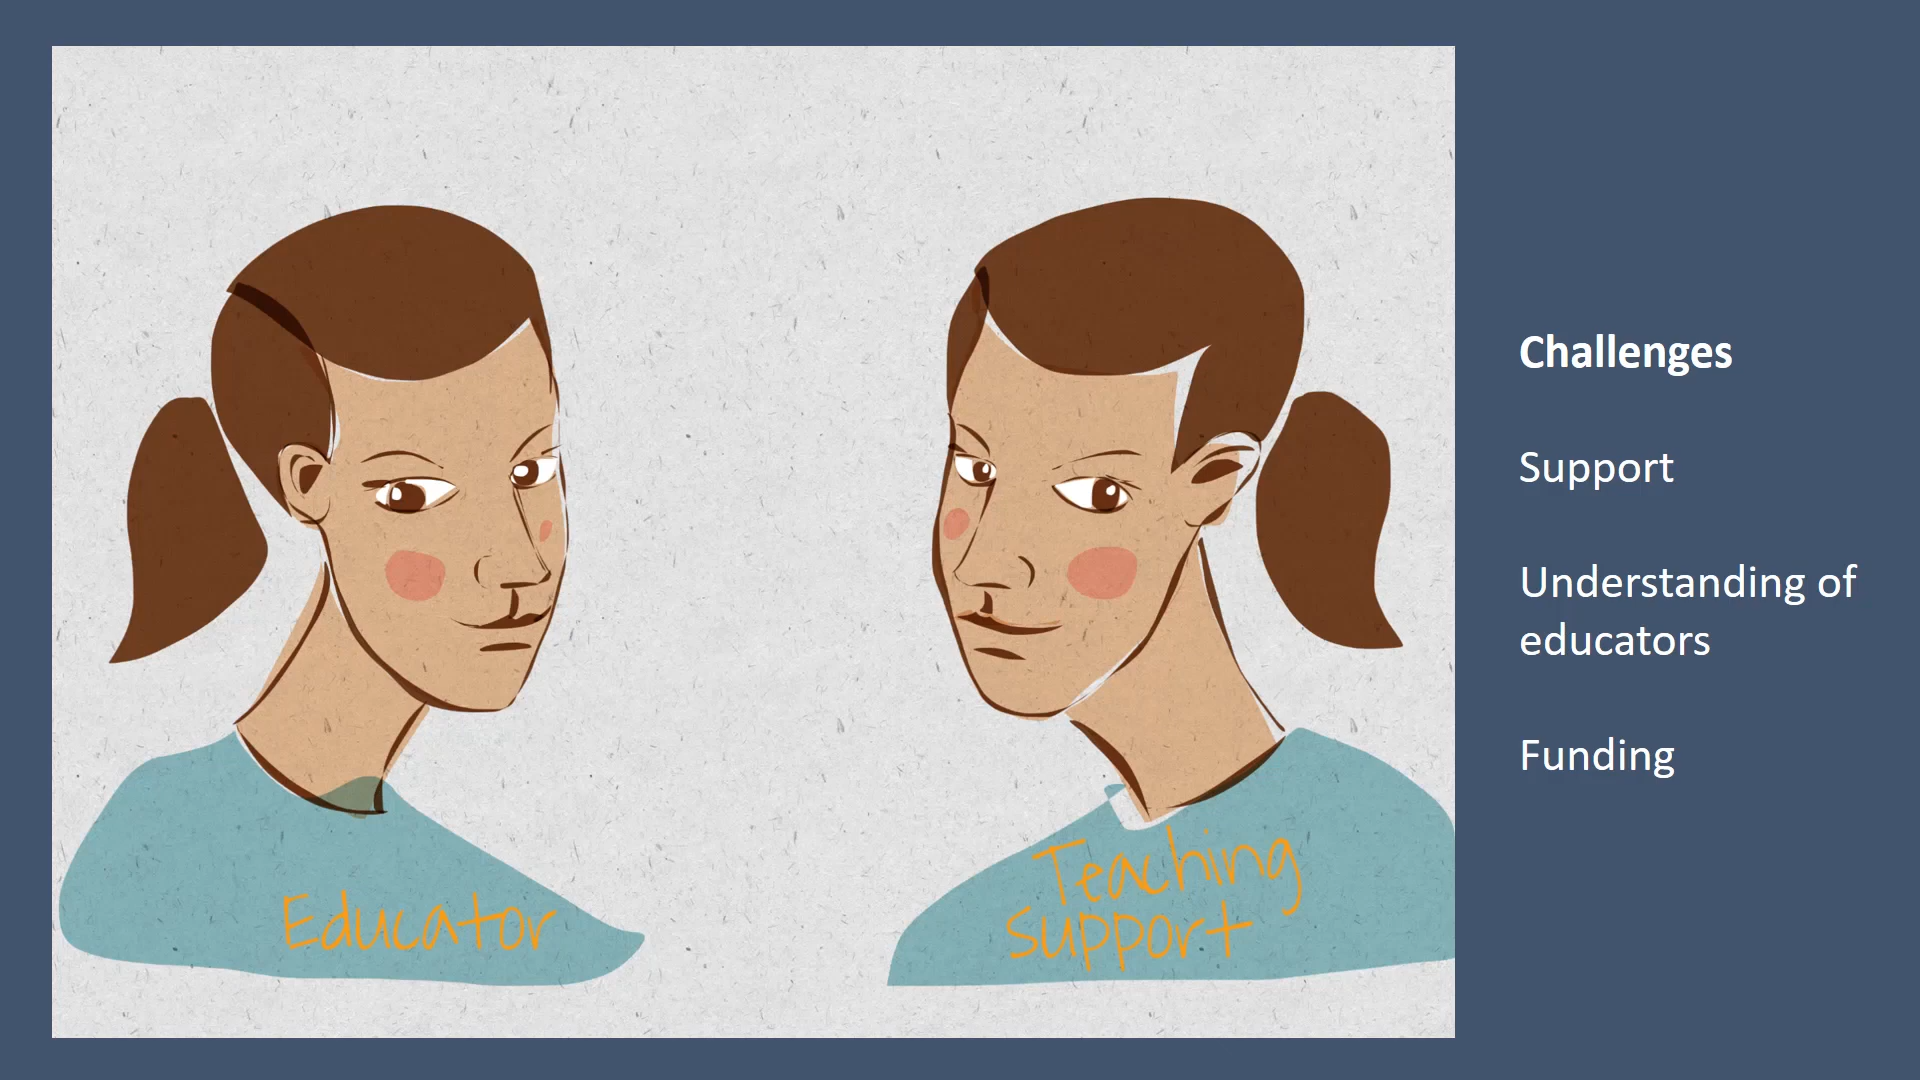 Educator
Teaching
support
Challenges
Support
Understanding of
educators
Funding